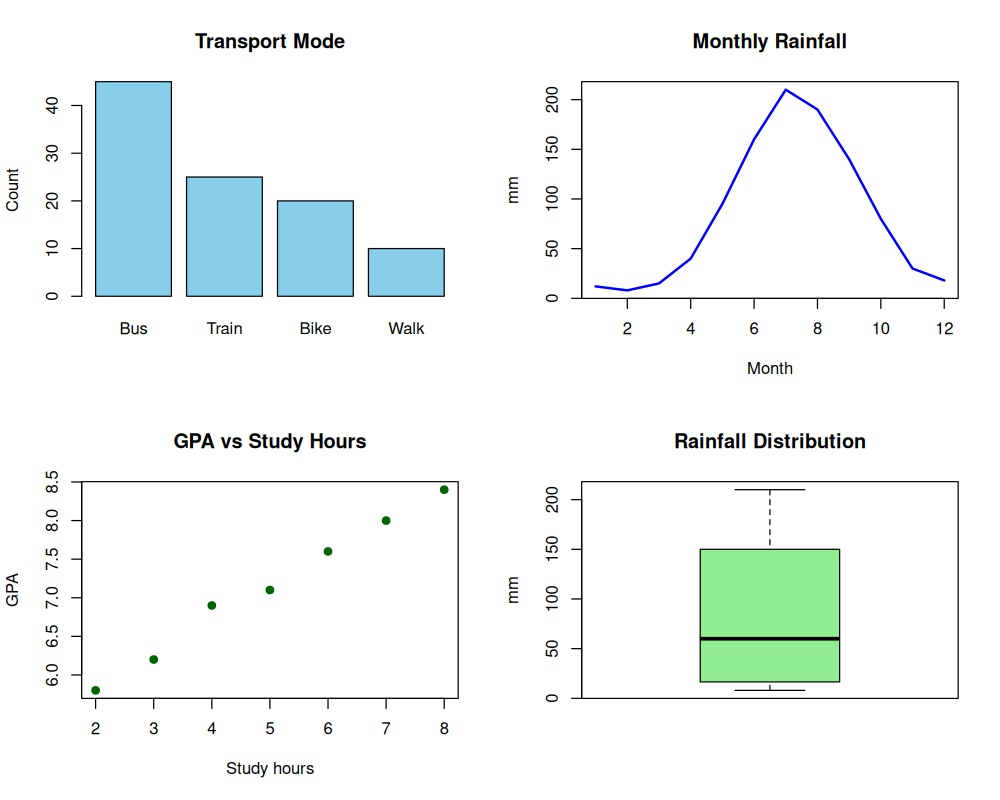 Transport Mode
Count
0 10 20 30 40
Bus Train Bike Walk
Monthly Rainfall
mm
0 50 100 150 200
2 4 6 8 10 12
Month
GPA vs Study Hours
GPA
6.0 6.5 7.0 7.5 8.0 8.5
2 3 4 5 6 7 8
Study hours
Rainfall Distribution
mm
0 50 100 150 200